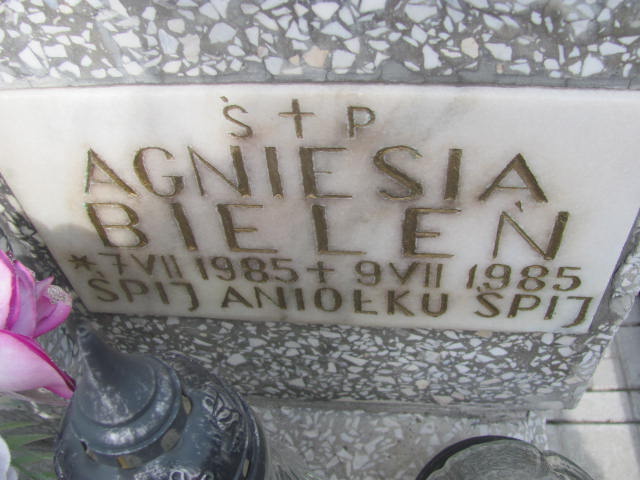 Ś † P
AGNIESIA
BIELEŃ
* 7 VII 1985 † 9 VII 1985
ŚPIJ ANIOŁKU ŚPIJ